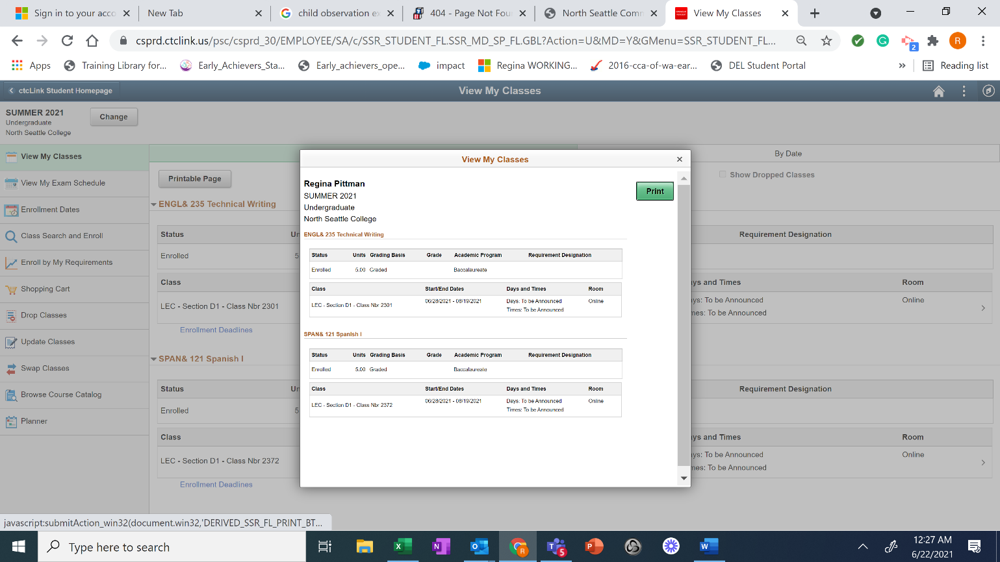 Sign in to your acco
New Tab
child observation ex
404 - Page Not Fou
North Seattle Comm
View My Classes
csprd.ctclink.us/psc/csprd_30/EMPLOYEE/SA/c/SSR_STUDENT_FL.SSR_MD_SP_FL.GBL?Action=U&MD=Y&GMenu=SSR_STUDENT_FL...
2
R
Apps
Training Library for...
Early_Achievers_Sta...
Early_achievers_ope...
impact
Regina WORKING...
2016-cca-of-wa-ear...
DEL Student Portal
»
Reading list
ctcLink Student Homepage
View My Classes
SUMMER 2021
Undergraduate
North Seattle College
Change
View My Classes
View My Exam Schedule
Enrollment Dates
Class Search and Enroll
Enroll by My Requirements
Shopping Cart
Drop Classes
Update Classes
Swap Classes
Browse Course Catalog
Planner
By Date
Printable Page
Show Dropped Classes
ENGL& 235 Technical Writing
Status Un Requirement Designation
Enrolled 5
Class ays and Times Room
LEC - Section D1 - Class Nbr 2301
ys: To be Announced
mes: To be Announced
Online
Enrollment Deadlines
SPAN& 121 Spanish I
Status Un Requirement Designation
Enrolled 5
Class ays and Times Room
LEC - Section D1 - Class Nbr 2372
ys: To be Announced
mes: To be Announced
Online
Enrollment Deadlines
View My Classes
Regina Pittman
SUMMER 2021
Undergraduate
North Seattle College
Print
ENGL& 235 Technical Writing
Status Units Grading Basis Grade Academic Program Requirement Designation
Enrolled 5.00 Graded Baccalaureate
Class Start/End Dates Days and Times Room
LEC - Section D1 - Class Nbr 2301 06/28/2021 - 08/19/2021 Days: To be Announced Online
Times: To be Announced
SPAN& 121 Spanish I
Status Units Grading Basis Grade Academic Program Requirement Designation
Enrolled 5.00 Graded Baccalaureate
Class Start/End Dates Days and Times Room
LEC - Section D1 - Class Nbr 2372 06/28/2021 - 08/19/2021 Days: To be Announced Online
Times: To be Announced
javascript:submitAction_win32(document.win32,'DERIVED_SSR_FL_PRINT_BT...
Type here to search
5
12:27 AM
6/22/2021